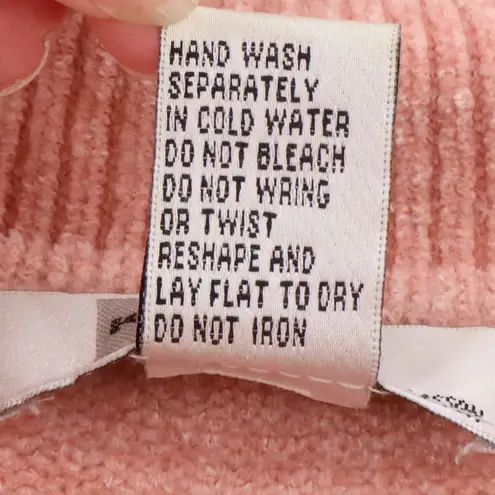 HAND WASH
SEPARATELY
IN COLD WATER
DO NOT BLEACH
DO NOT WRING
OR TWIST
RESHAPE AND
LAY FLAT TO DRY
DO NOT IRON